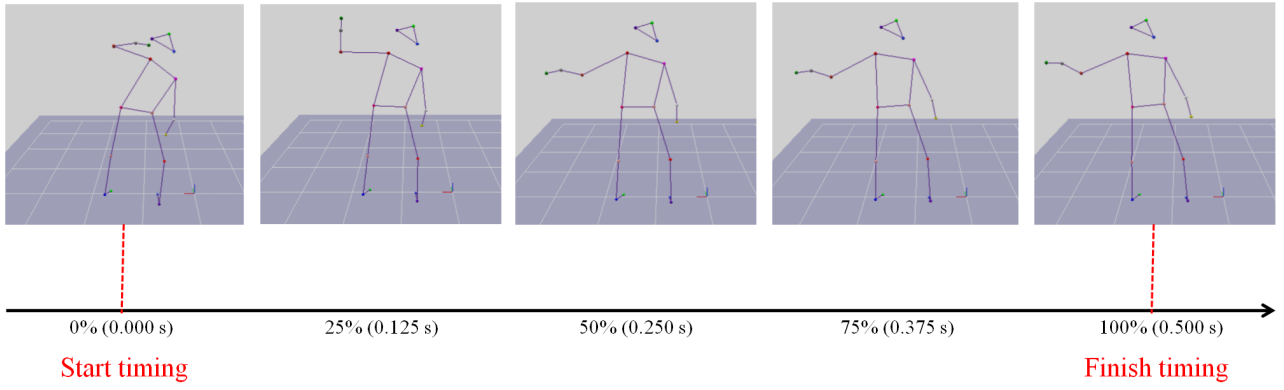 0% (0.000 s)
25% (0.125 s)
50% (0.250 s)
75% (0.375 s)
100% (0.500 s)
Start timing
Finish timing